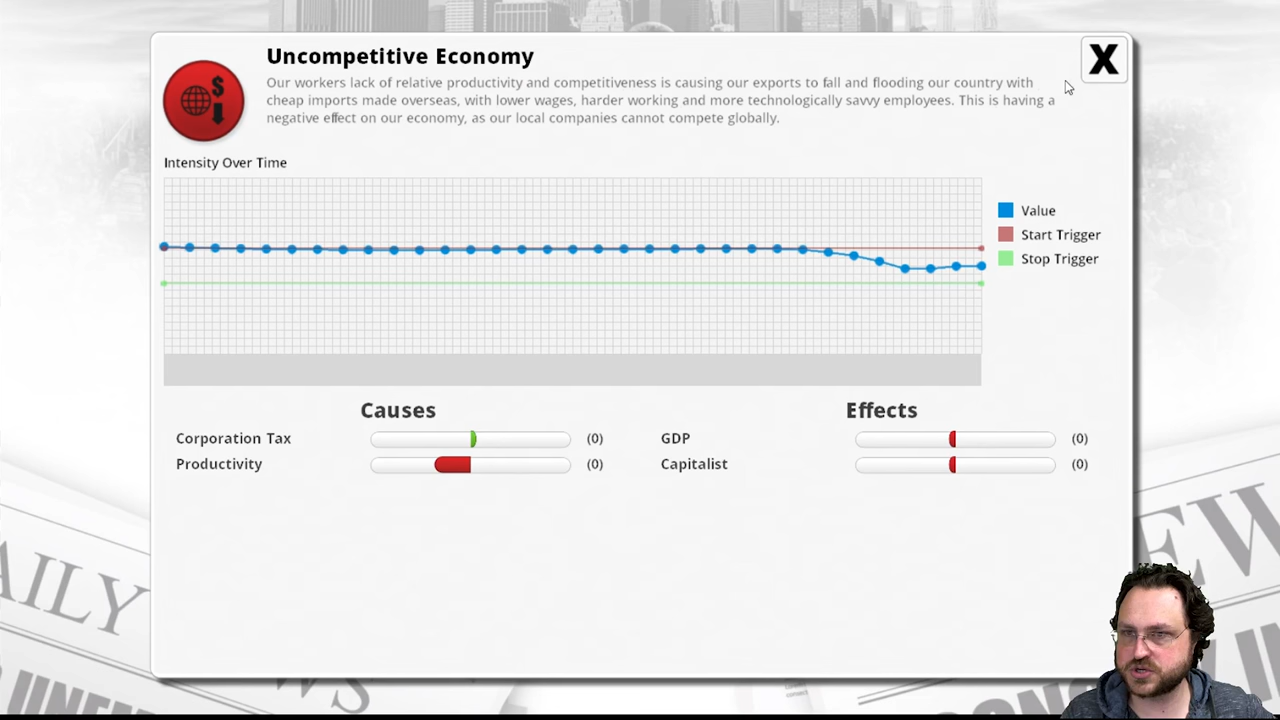 Uncompetitive Economy
Our workers lack of relative productivity and competitiveness is causing our exports to fall and flooding our country with
cheap imports made overseas, with lower wages, harder working and more technologically savvy employees. This is having a
negative effect on our economy, as our local companies cannot compete globally.
X
Intensity Over Time
Value
Start Trigger
Stop Trigger
Causes
Effects
Corporation Tax (0) GDP (0)
Productivity (0) Capitalist (0)
AILY